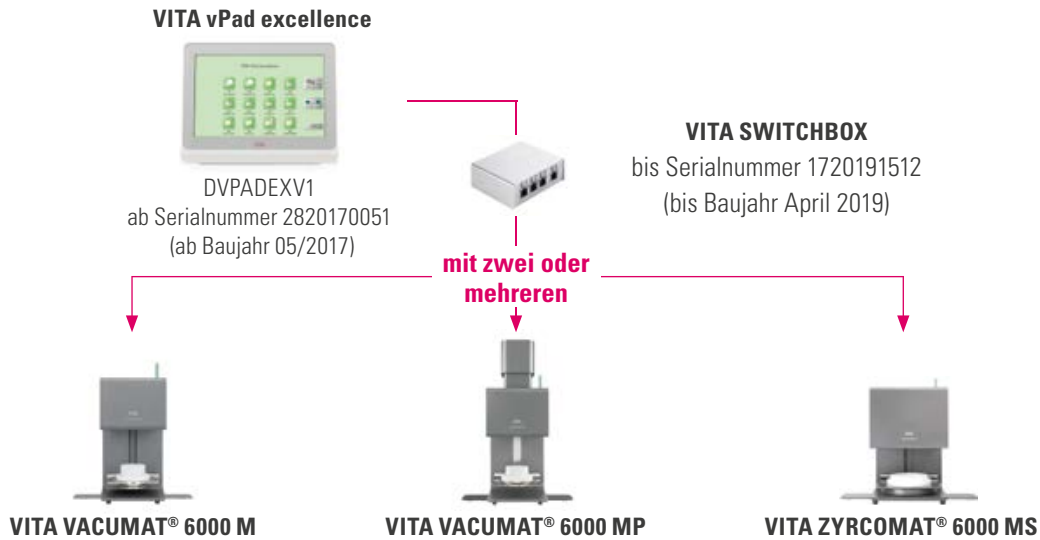 VITA vPad excellence
DVPADEXV1
ab Serialnummer 2820170051
(ab Baujahr 05/2017)
VITA SWITCHBOX
bis Serialnummer 1720191512
(bis Baujahr April 2019)
mit zwei oder
mehreren
VITA VACUMAT® 6000 M
VITA VACUMAT® 6000 MP
VITA ZYRCOMAT® 6000 MS